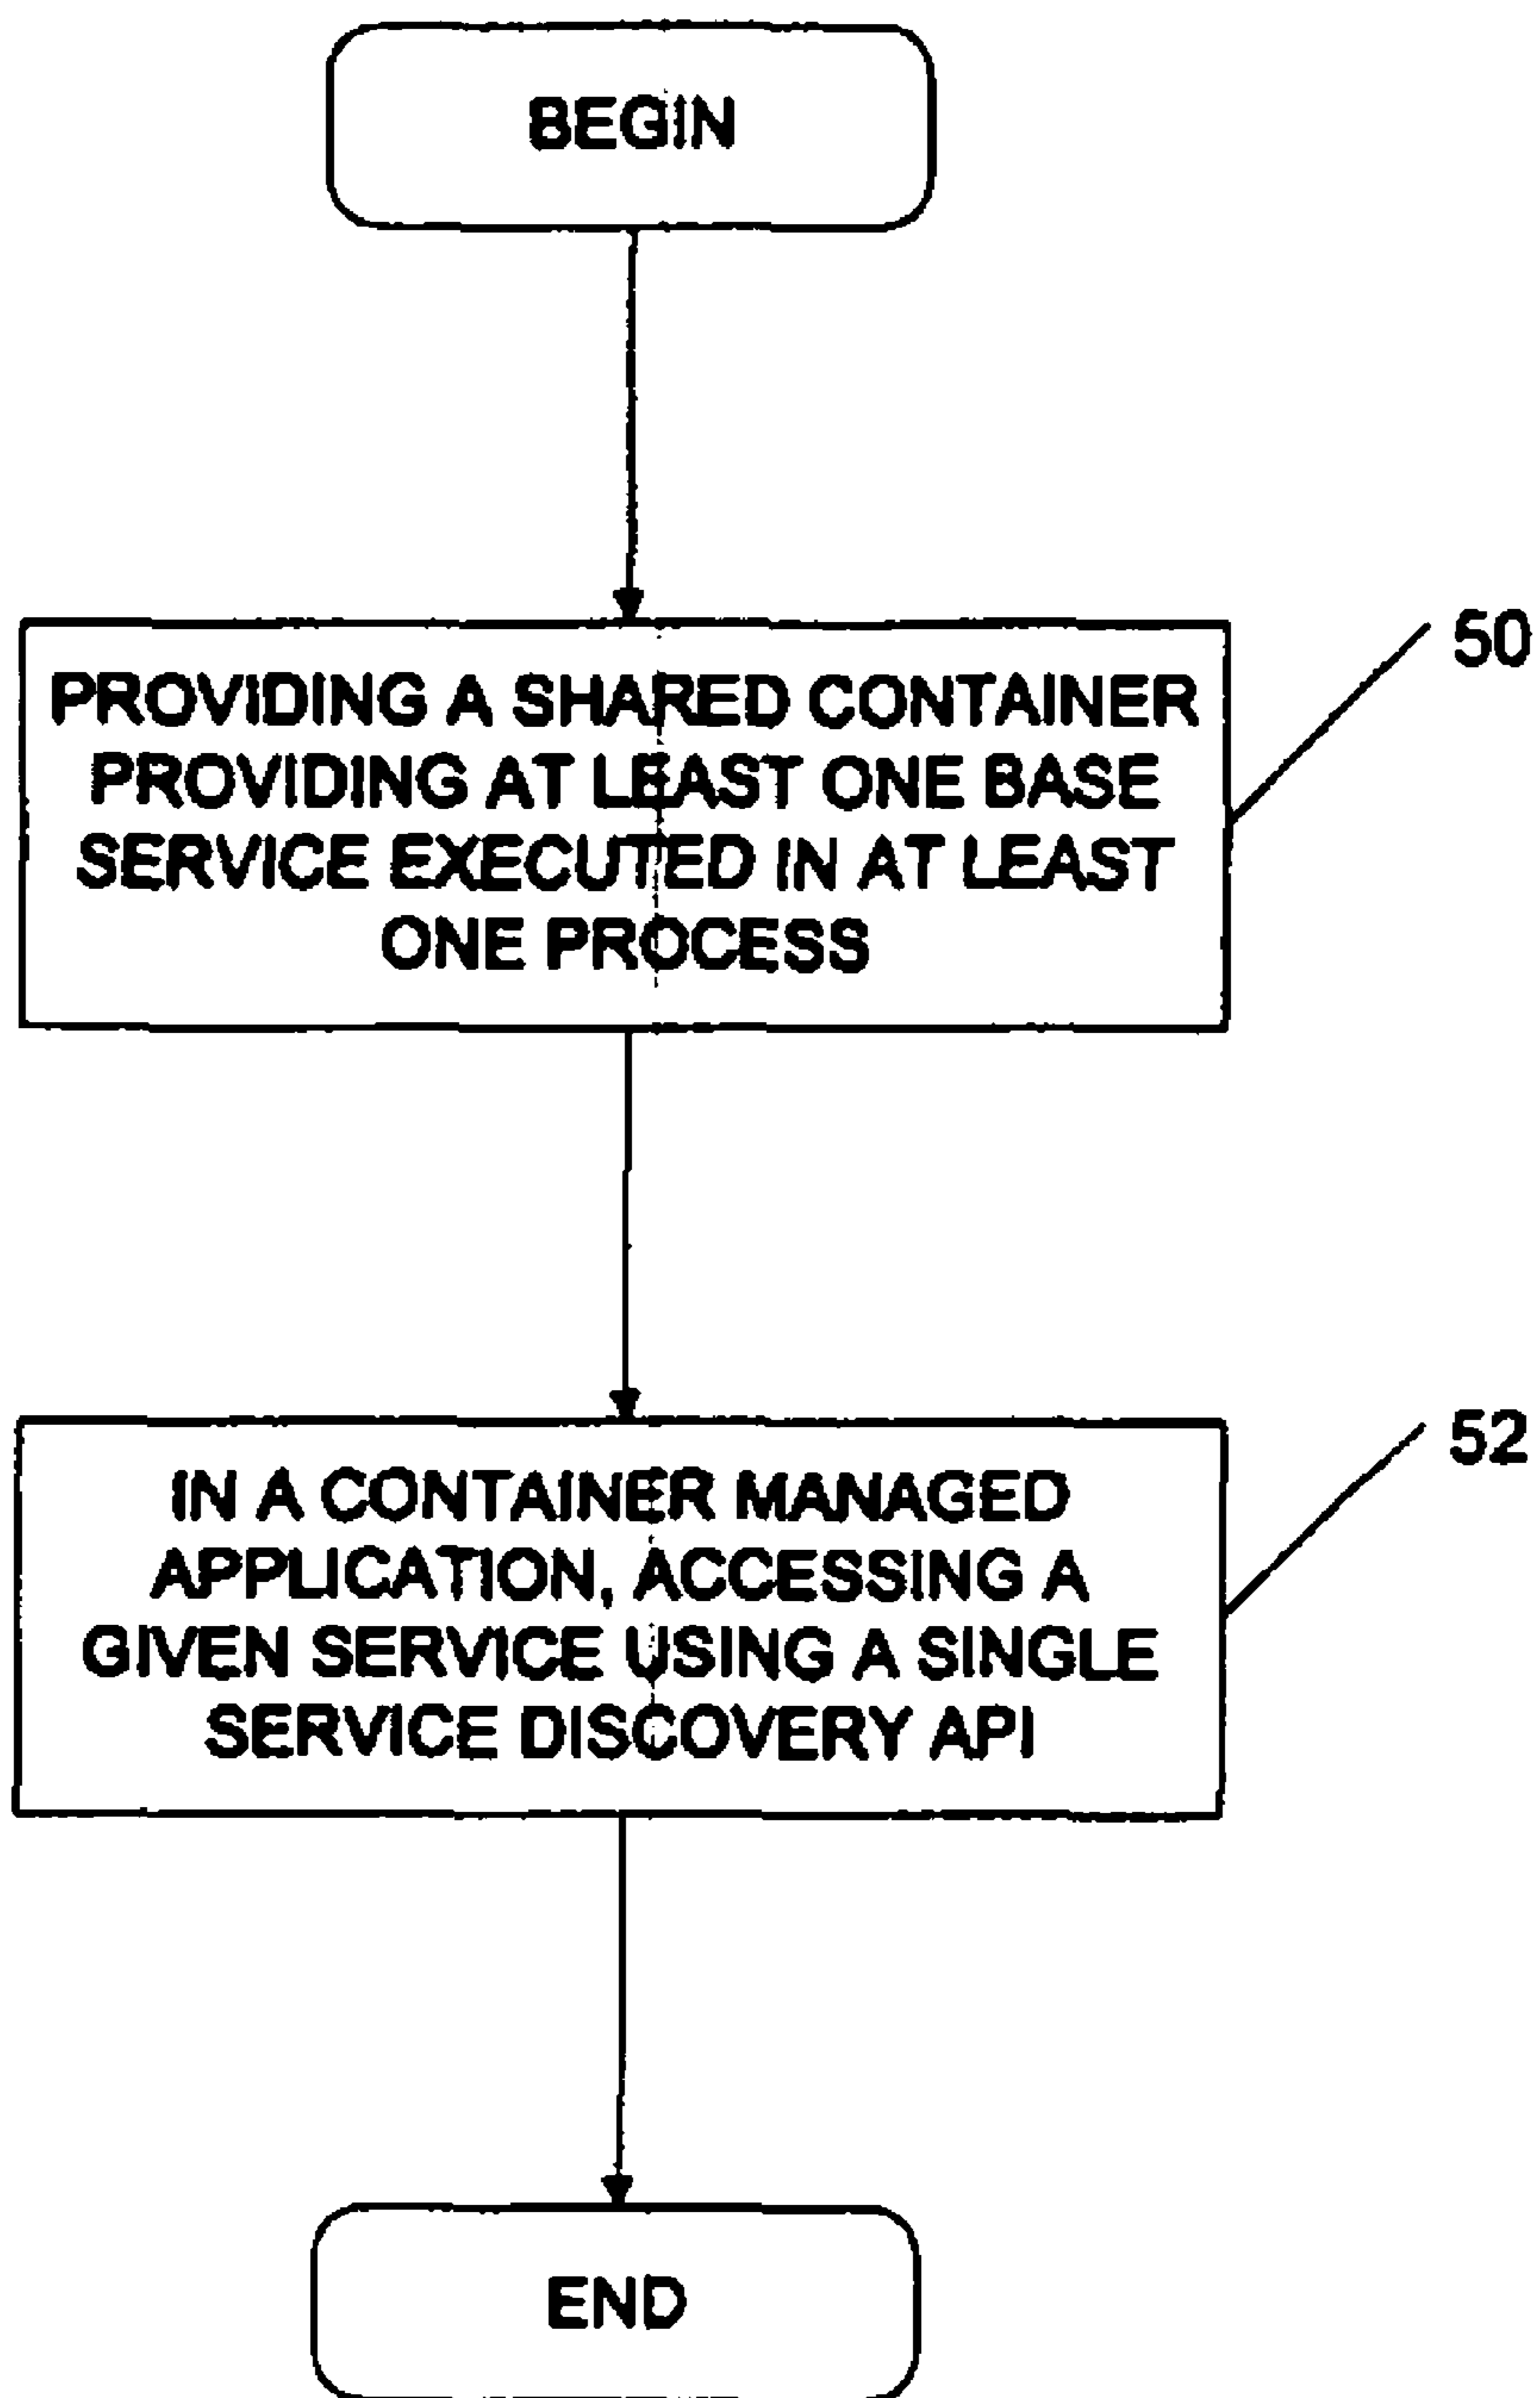 BEGIN
50
PROVIDING A SHARED CONTAINER
PROVIDING AT LEAST ONE BASE
SERVICE EXECUTED IN AT LEAST
ONE PROCESS
52
IN A CONTAINER MANAGED
APPLICATION, ACCESSING A
GIVEN SERVICE USING A SINGLE
SERVICE DISCOVERY API
END